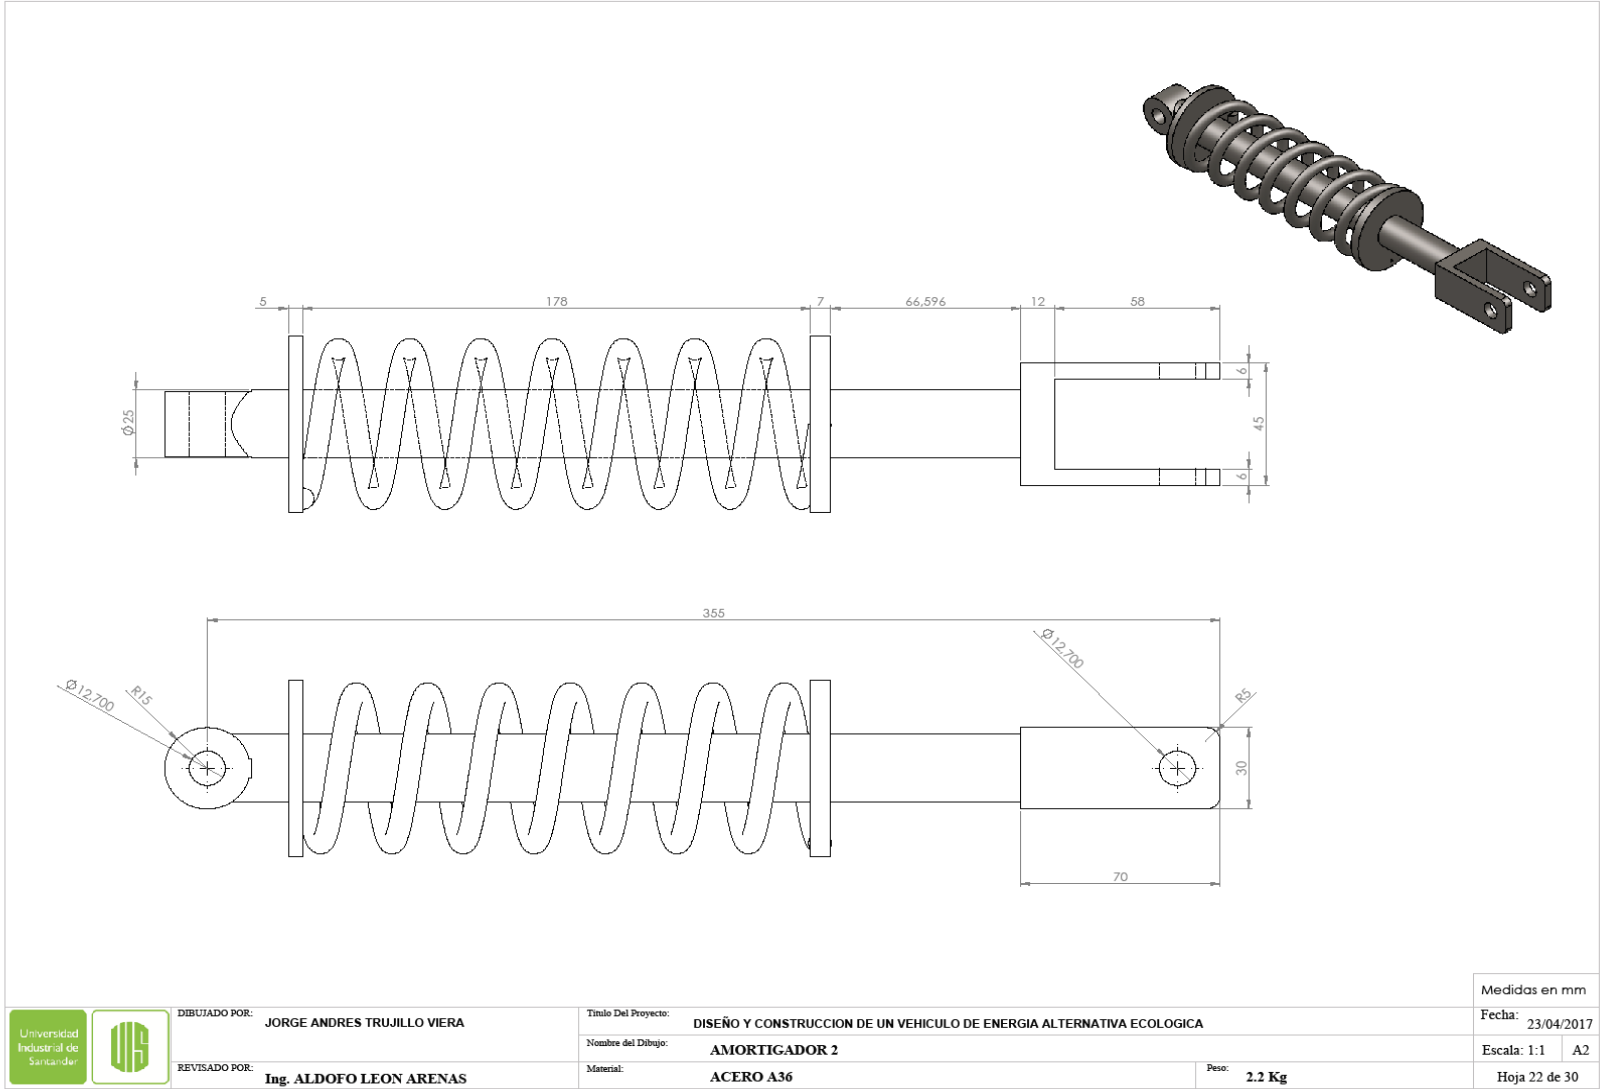 5
178
7
66,596
12
58
Ø25
6
45
6
355
Ø12,700
R15
Ø12,700
R5
30
70
Medidas en mm
Universidad
Industrial de
Santander
UIS
DIBUJADO POR: JORGE ANDRES TRUJILLO VIERA
REVISADO POR: Ing. ALDOFO LEON ARENAS
Titulo Del Proyecto: DISEÑO Y CONSTRUCCION DE UN VEHICULO DE ENERGIA ALTERNATIVA ECOLOGICA
Nombre del Dibujo: AMORTIGADOR 2
Material: ACERO A36
Peso: 2.2 Kg
Fecha: 23/04/2017
Escala: 1:1 A2
Hoja 22 de 30